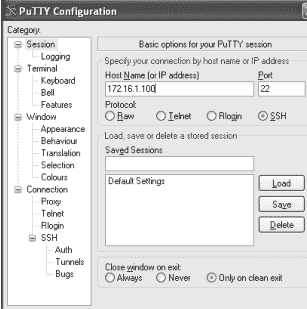 PuTTY Configuration
Category:
Session
Logging
Terminal
Keyboard
Bell
Features
Window
Appearance
Behaviour
Translation
Selection
Colours
Connection
Proxy
Telnet
Rlogin
SSH
Auth
Tunnels
Bugs
Basic options for your PuTTY session
Specify your connection by host name or IP address
Host Name (or IP address) Port
172.16.1.100 22
Protocol:
Raw Telnet Rlogin SSH
Load, save or delete a stored session
Saved Sessions
Default Settings
Load
Save
Delete
Close window on exit:
Always Never Only on clean exit